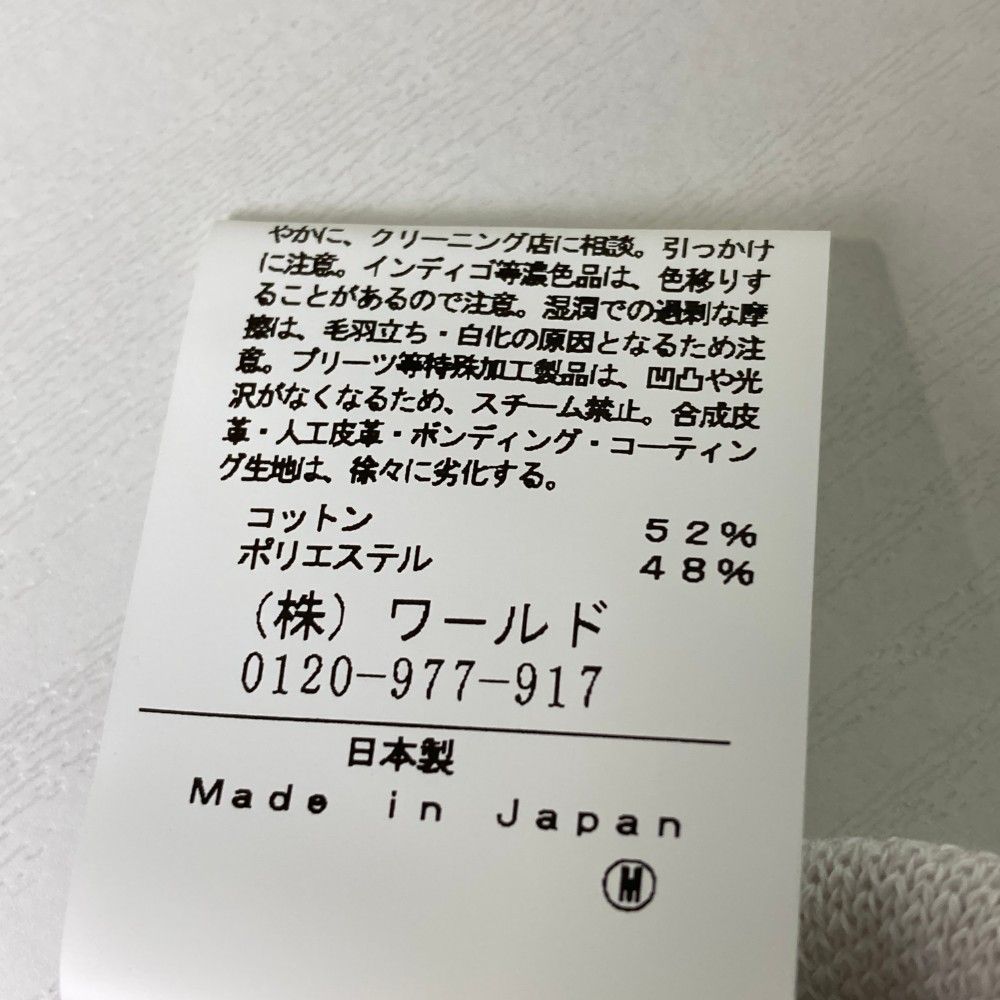 やかに、クリーニング店に相談。引っかけ
に注意。インディゴ等濃色品は、色移りす
ることがあるので注意。湿潤での過剰な摩
擦は、毛羽立ち・白化の原因となるため注
意。プリーツ等特殊加工製品は、凹凸や光
沢がなくなるため、スチーム禁止。合成皮
革・人工皮革・ボンディング・コーティン
グ生地は、徐々に劣化する。
コットン 52%
ポリエステル 48%
(株)ワールド
0120-977-917
日本製
Made in Japan
M